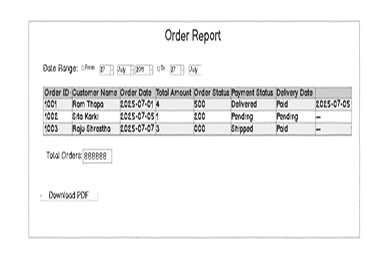 Order Report
Date Range: From 27 July 2011 To 27 July
Order ID Customer Name Order Date Total Amount Order Status Payment Status Delivery Date
1001 Ram Thapa 2025-07-01 4 500 Delivered Paid 2025-07-05
1002 Sita Karki 2025-07-05 1 200 Pending Pending —
1003 Raju Shrestha 2025-07-07 3 000 Shipped Paid —
Total Orders: 888888
Download PDF